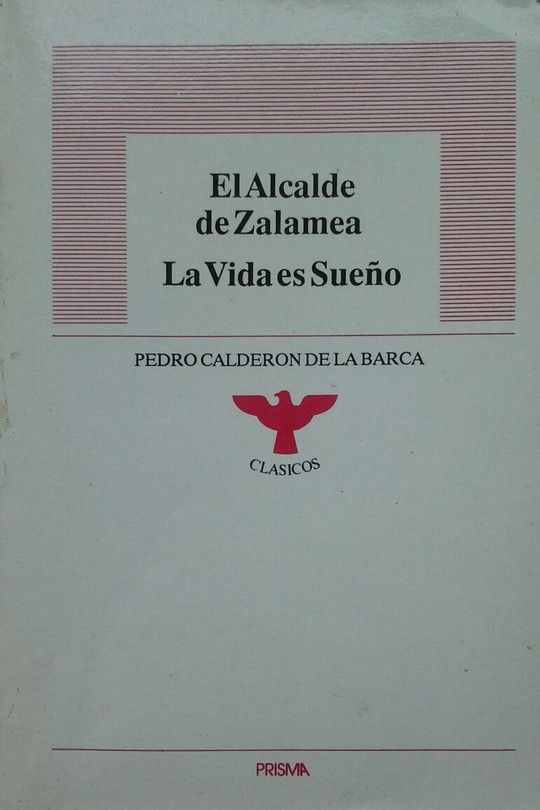 El Alcalde
de Zalamea
La Vida es Sueño
PEDRO CALDERON DE LA BARCA
CLASICOS
PRISMA